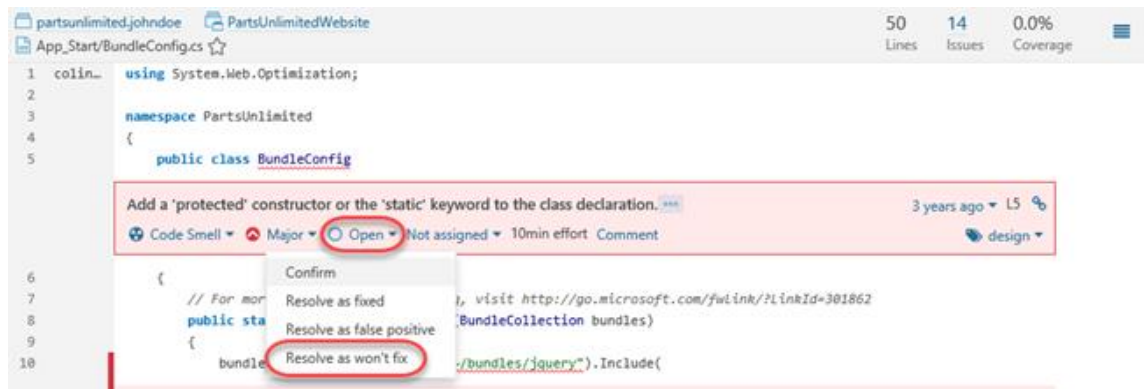 partsunlimited.johndoe PartsUnlimitedWebsite 50 14 0.0%
App_Start/BundleConfig.cs Lines Issues Coverage
1 colin… using System.Web.Optimization;
2
3 namespace PartsUnlimited
4 {
5 public class BundleConfig
Add a 'protected' constructor or the 'static' keyword to the class declaration. ... 3 years ago L5
Code Smell Major Open Not assigned 10min effort Comment design
Confirm
6 {
7 // For mor , visit http://go.microsoft.com/fwlink/?LinkId=301862
Resolve as fixed
8 public sta (BundleCollection bundles)
Resolve as false positive
9 {
Resolve as won't fix
10 bundle /bundles/jquery").Include(